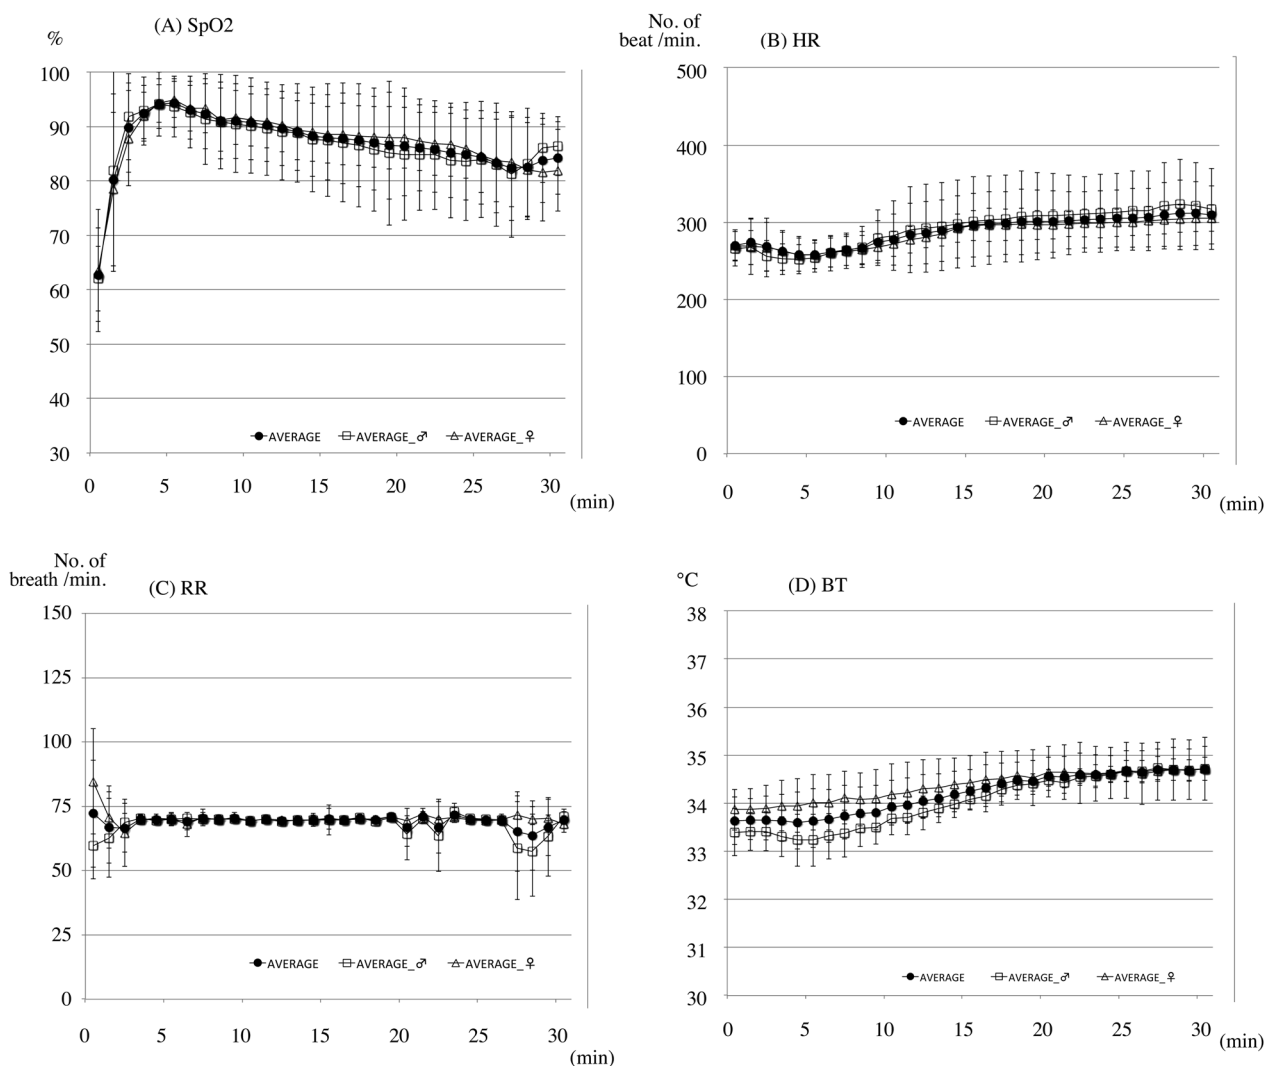 (A) SpO2
%
100
90
80
70
60
50
40
30
0 5 10 15 20 25 30
(min)
AVERAGE AVERAGE_♂ AVERAGE_♀
No. of
beat /min.
(B) HR
500
400
300
200
100
0
0 5 10 15 20 25 30
(min)
AVERAGE AVERAGE_♂ AVERAGE_♀
No. of
breath /min.
(C) RR
150
125
100
75
50
25
0
0 5 10 15 20 25 30
(min)
AVERAGE AVERAGE_♂ AVERAGE_♀
°C
(D) BT
38
37
36
35
34
33
32
31
30
0 5 10 15 20 25 30
(min)
AVERAGE AVERAGE_♂ AVERAGE_♀